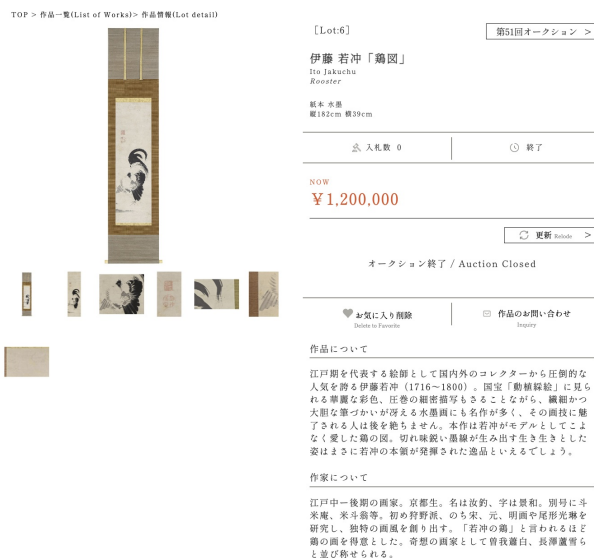 TOP > 作品一覧(List of Works)> 作品情報(Lot detail)
［Lot:6］
第51回オークション >
伊藤 若冲「鶏図」
Ito Jakuchu
Rooster
紙本 水墨
縦182cm 横39cm
入札数 0
終了
NOW
￥1,200,000
更新 Relode >
オークション終了 / Auction Closed
お気に入り削除
Delete to Favorite
作品のお問い合わせ
Inquiry
作品について
江戸期を代表する絵師として国内外のコレクターから圧倒的な
人気を誇る伊藤若冲（1716～1800）。国宝「動植綵絵」に見ら
れる華麗な彩色、圧巻の細密描写もさることながら、繊細かつ
大胆な筆づかいが冴える水墨画にも名作が多く、その画技に魅
了される人は後を絶ちません。本作は若冲がモデルとしてこよ
なく愛した鶏の図。切れ味鋭い墨線が生み出す生き生きとした
姿はまさに若冲の本領が発揮された逸品といえるでしょう。
作家について
江戸中ー後期の画家。京都生。名は汝鈞、字は景和。別号に斗
米庵、米斗翁等。初め狩野派、のち宋、元、明画や尾形光琳を
研究し、独特の画風を創り出す。「若冲の鶏」と言われるほど
鶏の画を得意とした。奇想の画家として曽我蕭白、長澤蘆雪ら
と並び称せられる。